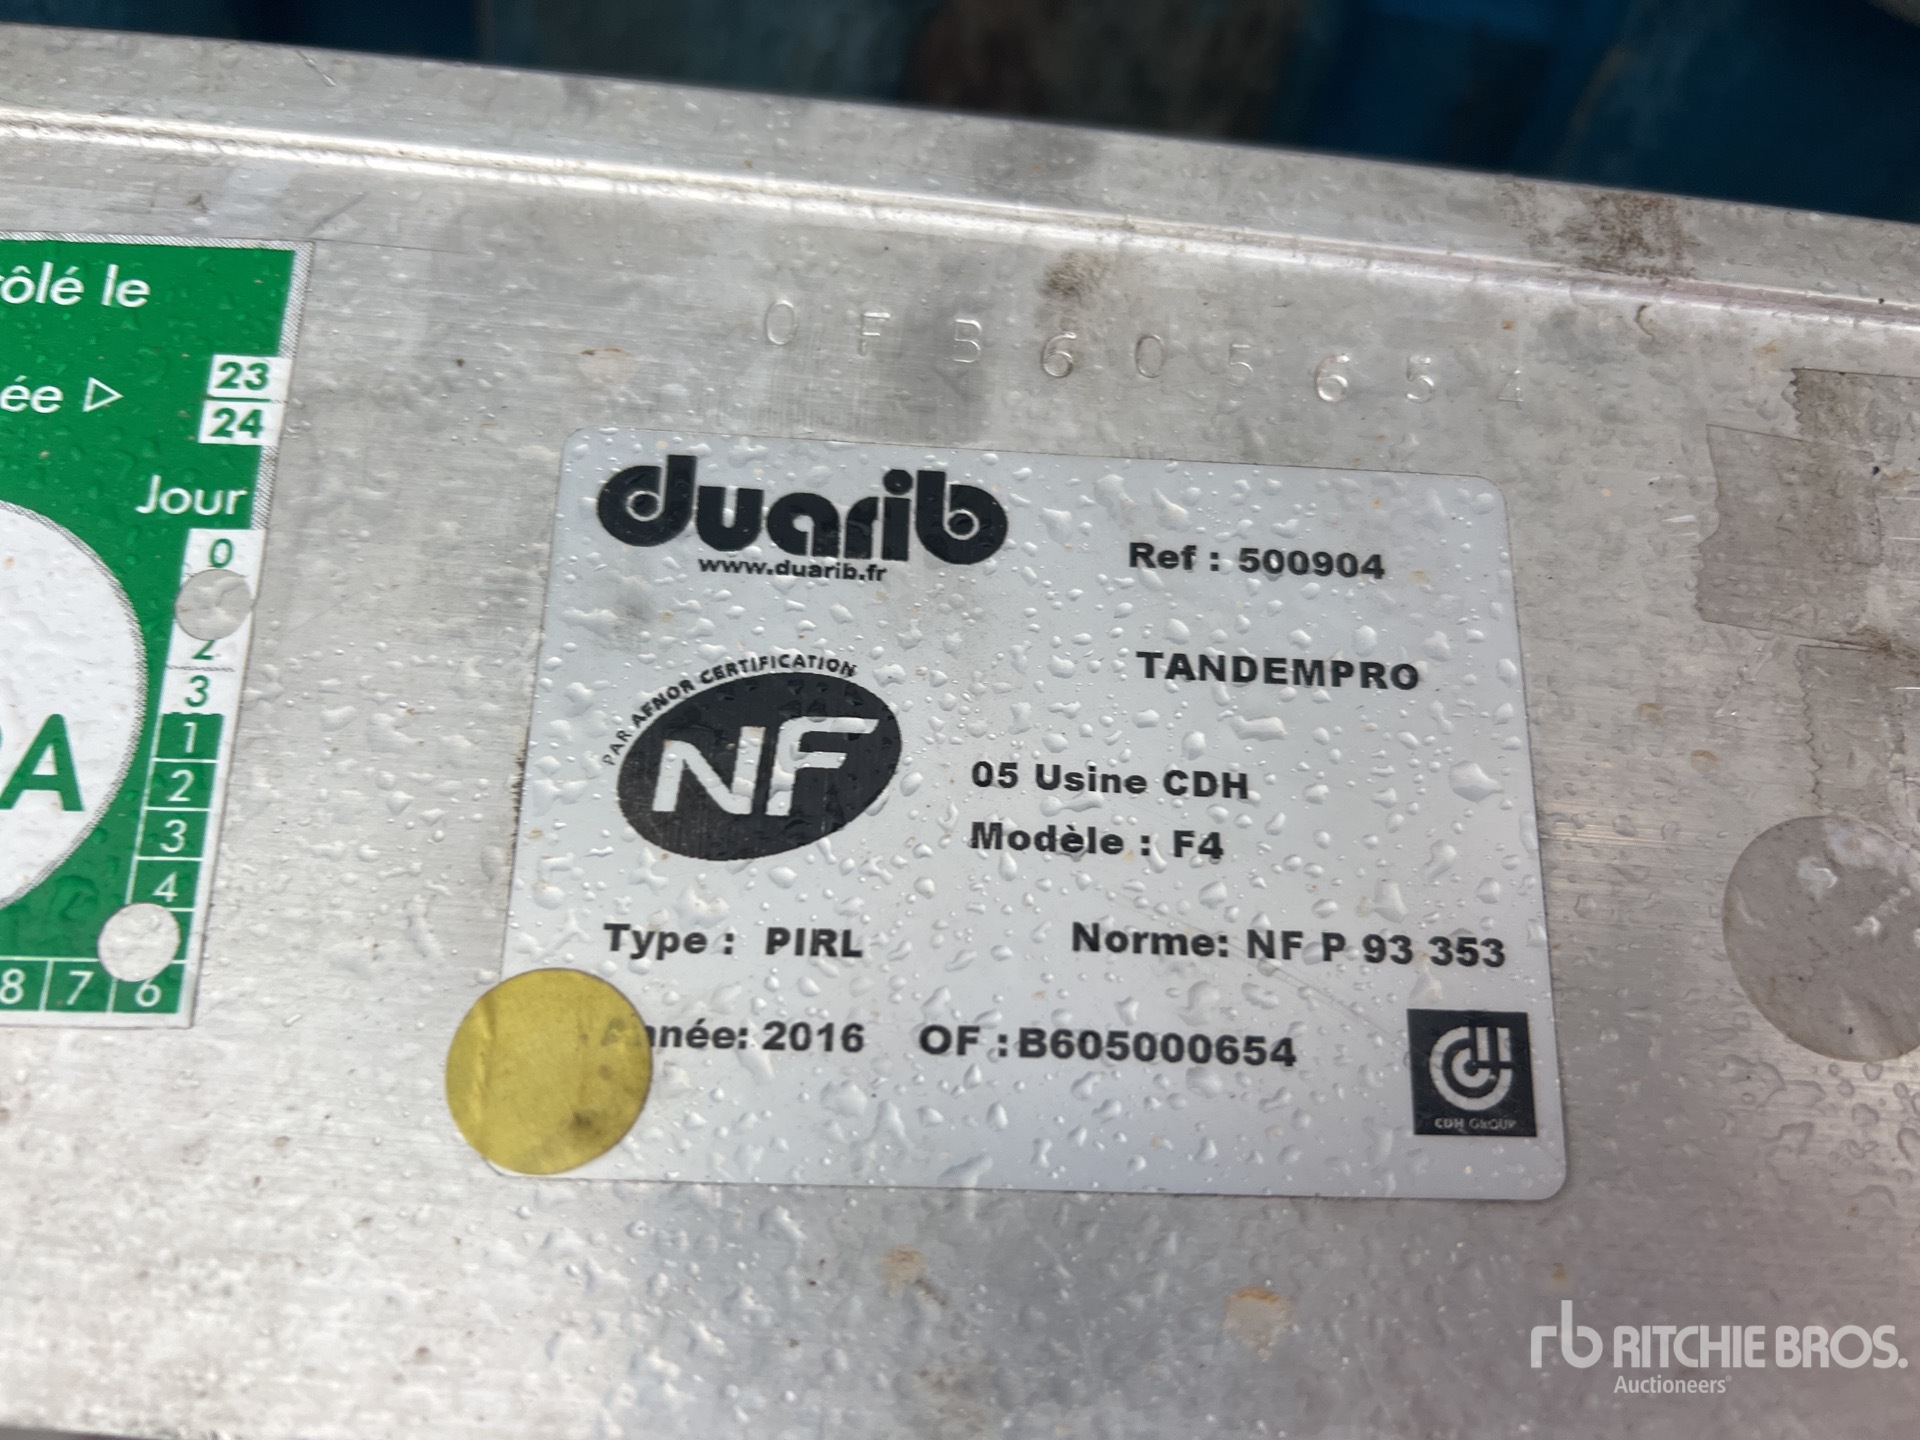 OFB605654
ôlé le
ée ▷
23
24
Jour
0
2
3
1
2
3
4
8 7 6
A
duarib
www.duarib.fr
Ref : 500904
TANDEMPRO
PAR AFNOR CERTIFICATION
NF
05 Usine CDH
Modèle : F4
Type : PIRL
Norme: NF P 93 353
nnée: 2016
OF : B605000654
CDH GROUP
rb RITCHIE BROS.
Auctioneers